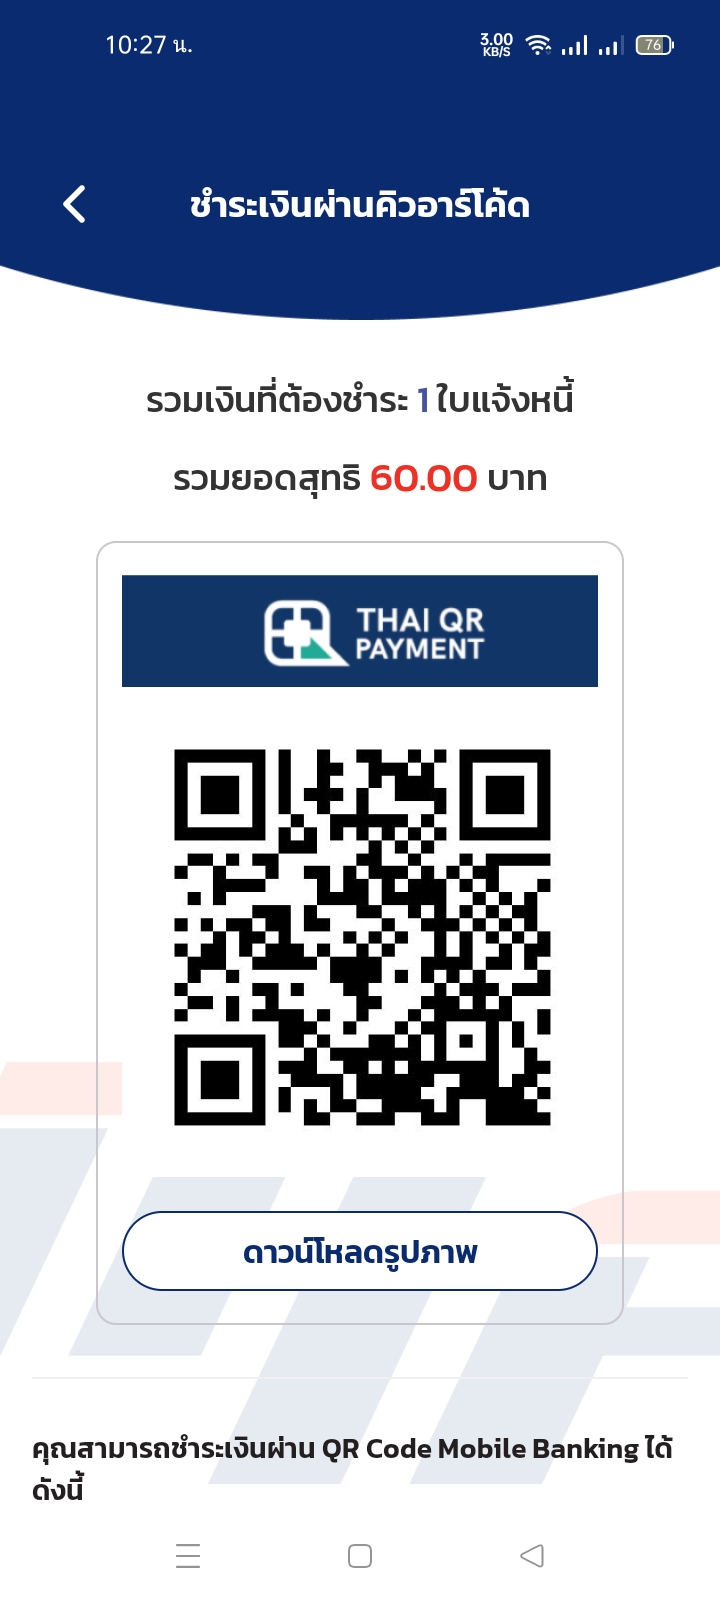 10:27 น.
3.00
KB/S
76
ชำระเงินผ่านคิวอาร์โค้ด
รวมเงินที่ต้องชำระ 1 ใบแจ้งหนี้
รวมยอดสุทธิ 60.00 บาท
THAI QR
PAYMENT
ดาวน์โหลดรูปภาพ
คุณสามารถชำระเงินผ่าน QR Code Mobile Banking ได้
ดังนี้